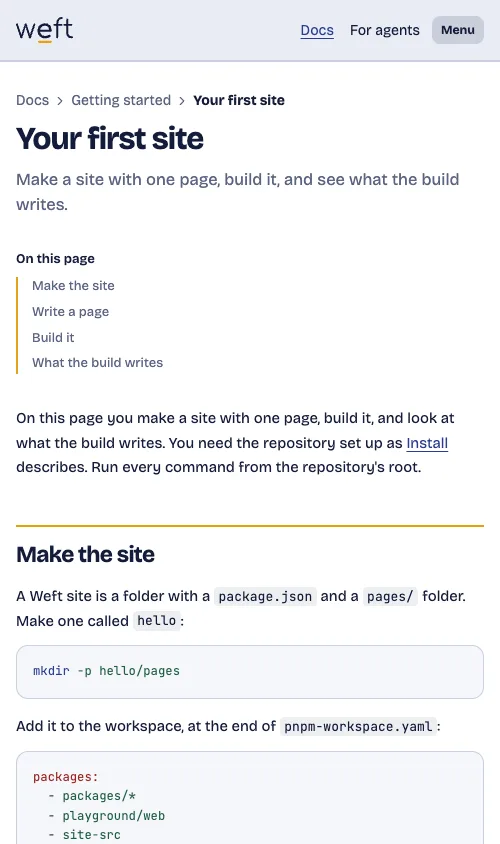 weft
Docs For agents Menu
Docs > Getting started > Your first site
Your first site
Make a site with one page, build it, and see what the build
writes.
On this page
Make the site
Write a page
Build it
What the build writes
On this page you make a site with one page, build it, and look at
what the build writes. You need the repository set up as Install
describes. Run every command from the repository's root.
Make the site
A Weft site is a folder with a package.json and a pages/ folder.
Make one called hello:
mkdir -p hello/pages
Add it to the workspace, at the end of pnpm-workspace.yaml:
packages:
  - packages/*
  - playground/web
  - site-src